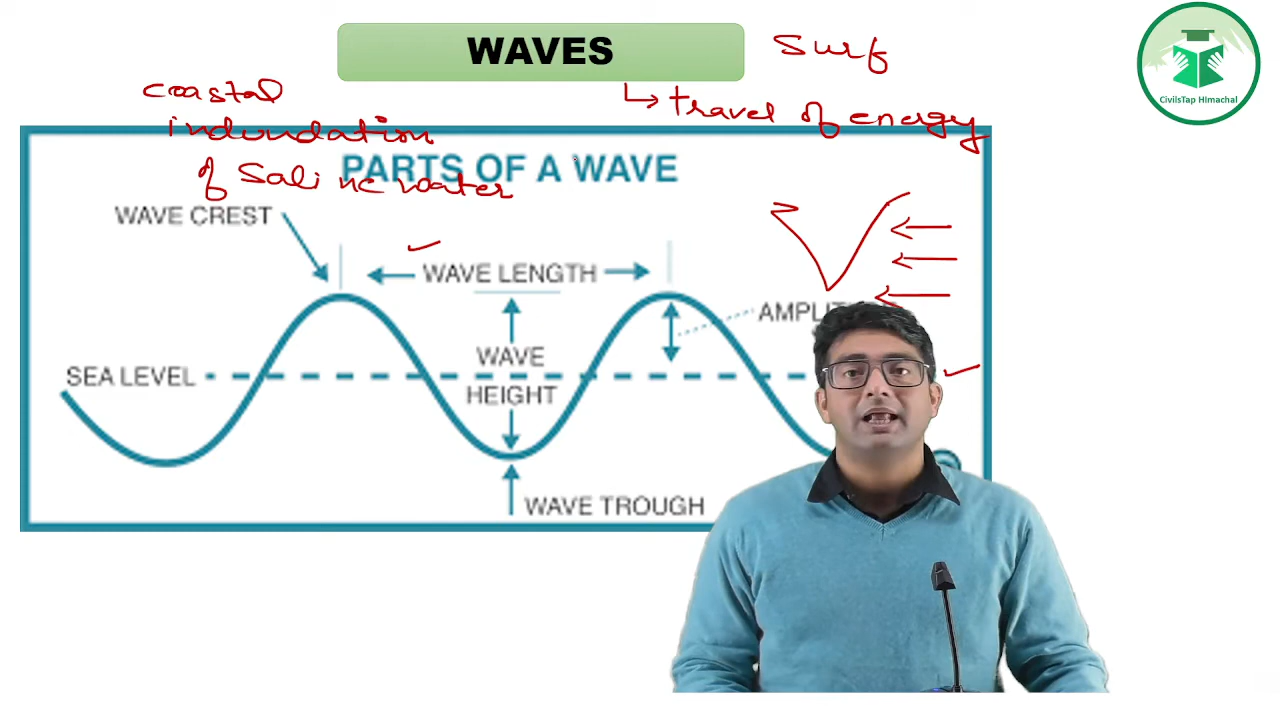 WAVES
surf
↳ travel of energy
coastal
indundation
of Saline water
CivilsTap Himachal
PARTS OF A WAVE
WAVE CREST
WAVE LENGTH
WAVE
HEIGHT
SEA LEVEL
WAVE TROUGH